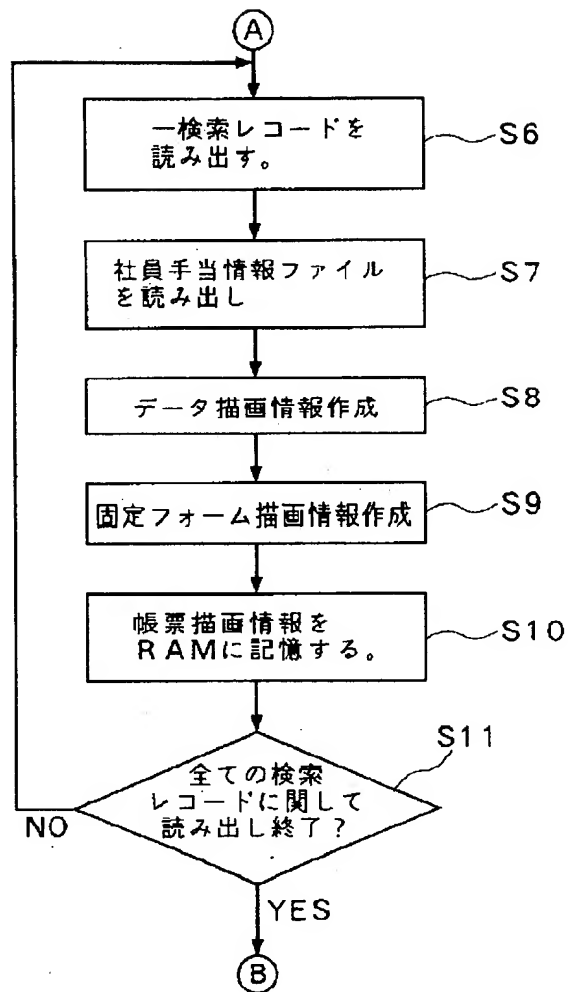 A
一検索レコードを
読み出す。
S6
社員手当情報ファイル
を読み出し
S7
データ描画情報作成
S8
固定フォーム描画情報作成
S9
帳票描画情報を
RAMに記憶する。
S10
S11
全ての検索
レコードに関して
読み出し終了?
NO
YES
B